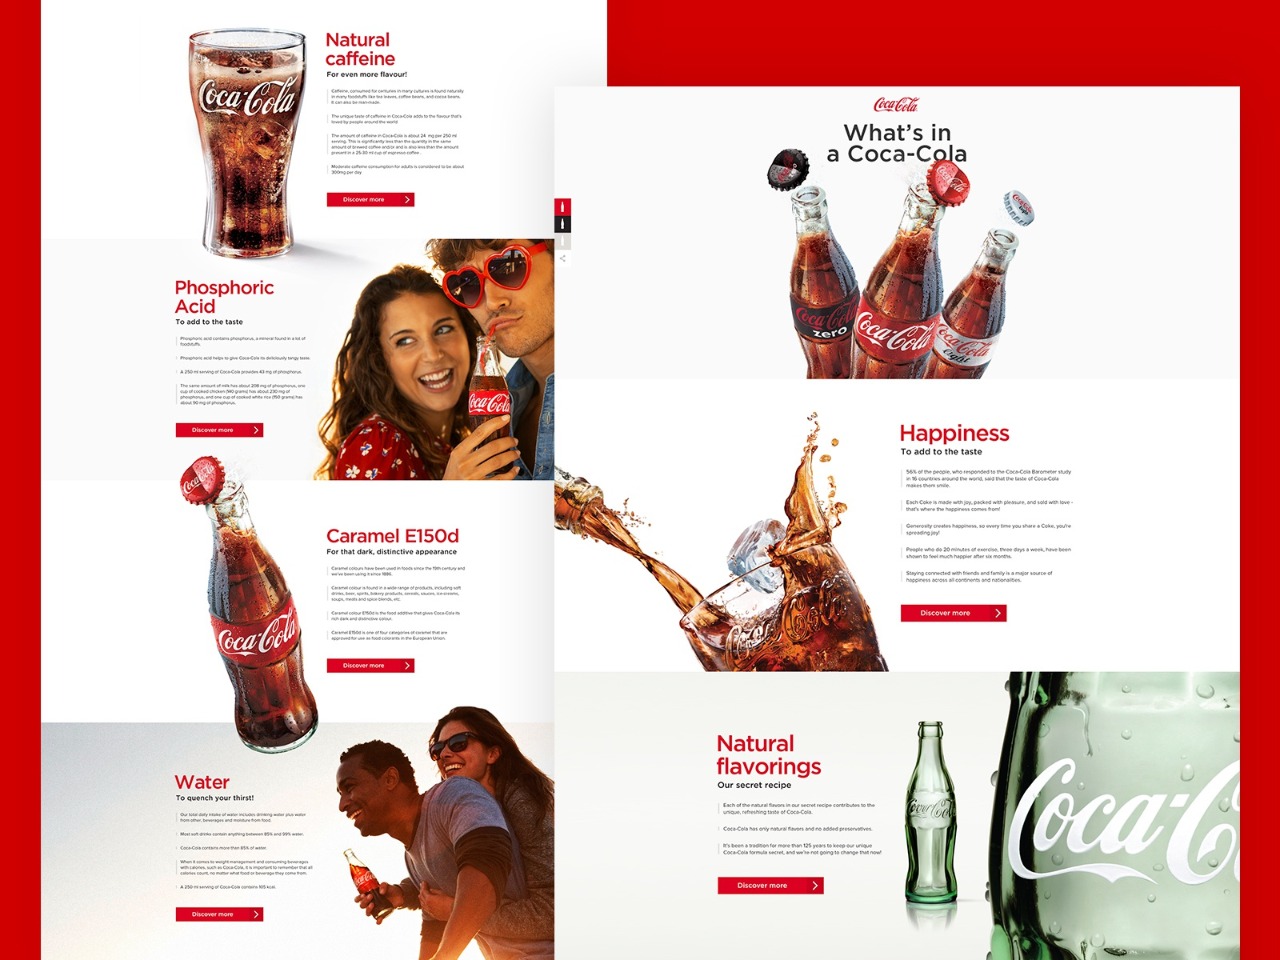 Natural
caffeine
For even more flavour!
Caffeine, consumed for centuries in many cultures is found naturally
in many foodstuffs like tea leaves, coffee beans, and cocoa beans.
It can also be man-made.
The unique taste of caffeine in Coca-Cola adds to the flavour that's
loved by people around the world
The amount of caffeine in Coca-Cola is about 24 mg per 250 ml
serving. This is significantly less than the quantity in the same
amount of brewed coffee and/or and is also less than the amount
present in a 25-30 ml cup of espresso coffee.
Moderate caffeine consumption for adults is considered to be about
300mg per day.
Discover more
Coca-Cola
Phosphoric
Acid
To add to the taste
Phosphoric acid contains phosphorus, a mineral found in a lot of
foodstuffs.
Phosphoric acid helps to give Coca-Cola its deliciously tangy taste.
A 250 ml serving of Coca-Cola provides 43 mg of phosphorus.
The same amount of milk has about 208 mg of phosphorus, one
cup of cooked chicken (140 grams) has about 230 mg of
phosphorus, and one cup of cooked white rice (150 grams) has
about 90 mg of phosphorus.
Discover more
Coca-Cola
Coca-Cola
Caramel E150d
For that dark, distinctive appearance
Caramel colours have been used in foods since the 19th century and
we've been using it since 1886.
Caramel colour is found in a wide range of products, including soft
drinks, beer, spirits, bakery products, cereals, sauces, ice-creams,
soups, meats and spice blends, etc.
Caramel colour E150d is the food additive that gives Coca-Cola its
rich dark and distinctive colour.
Caramel E150d is one of four categories of caramel that are
approved for use as food colorants in the European Union.
Discover more
Coca-Cola
Water
To quench your thirst!
Our total daily intake of water includes drinking water plus water
from other, beverages and moisture from food.
Most soft drinks contain anything between 85% and 99% water.
Coca-Cola contains more than 85% of water.
When it comes to weight management and consuming beverages
with calories, such as Coca-Cola, it is important to remember that all
calories count, no matter what food or beverage they come from.
A 250 ml serving of Coca-Cola contains 105 kcal.
Discover more
Coca-Cola
Coca-Cola
What's in
a Coca-Cola
Coca-Cola
Coca-Cola
light
Coca-Cola
zero
Coca-Cola
Coca-Cola
light
Happiness
To add to the taste
56% of the people, who responded to the Coca-Cola Barometer study
in 16 countries around the world, said that the taste of Coca-Cola
makes them smile.
Each Coke is made with joy, packed with pleasure, and sold with love -
that's where the happiness comes from!
Generosity creates happiness, so every time you share a Coke, you're
spreading joy!
People who do 20 minutes of exercise, three days a week, have been
shown to feel much happier after six months.
Staying connected with friends and family is a major source of
happiness across all continents and nationalities.
Discover more
Coca-Cola
Natural
flavorings
Our secret recipe
Each of the natural flavors in our secret recipe contributes to the
unique, refreshing taste of Coca-Cola.
Coca-Cola has only natural flavors and no added preservatives.
It's been a tradition for more than 125 years to keep our unique
Coca-Cola formula secret, and we're not going to change that now!
Discover more
Coca-Cola
Coca-C